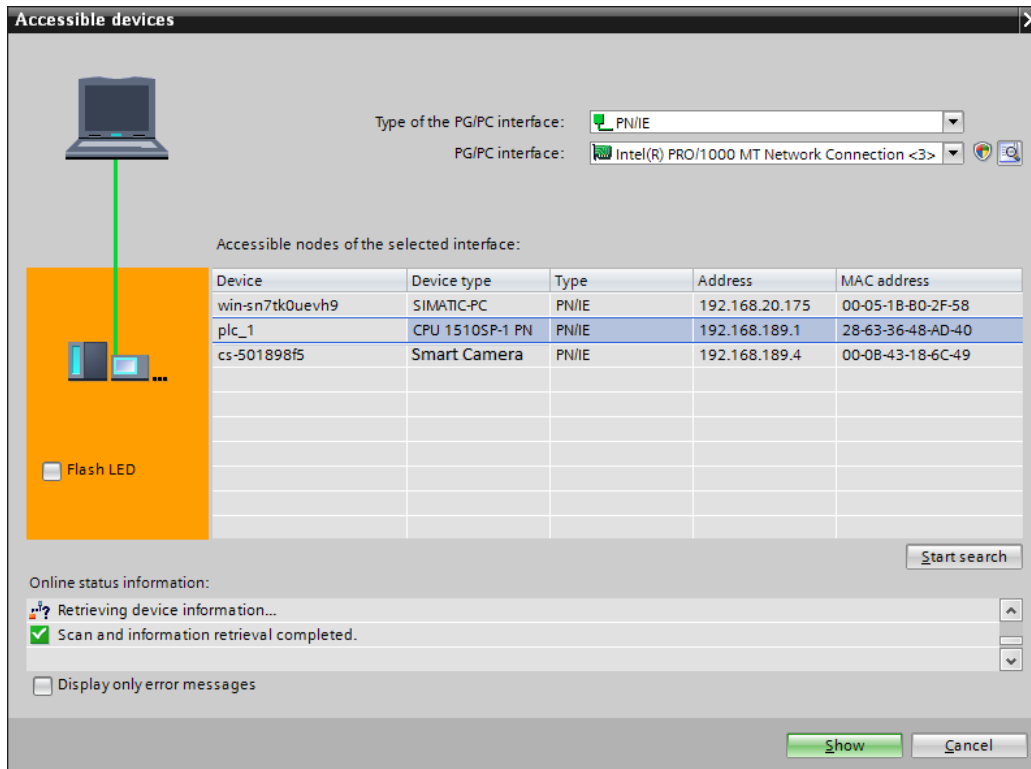 Accessible devices
Type of the PG/PC interface: PN/IE
PG/PC interface: Intel(R) PRO/1000 MT Network Connection <3>
Accessible nodes of the selected interface:
Device Device type Type Address MAC address
win-sn7tk0uevh9 SIMATIC-PC PN/IE 192.168.20.175 00-05-1B-B0-2F-58
plc_1 CPU 1510SP-1 PN PN/IE 192.168.189.1 28-63-36-48-AD-40
cs-501898f5 Smart Camera PN/IE 192.168.189.4 00-0B-43-18-6C-49
...
Flash LED
Start search
Online status information:
? Retrieving device information...
Scan and information retrieval completed.
Display only error messages
Show Cancel